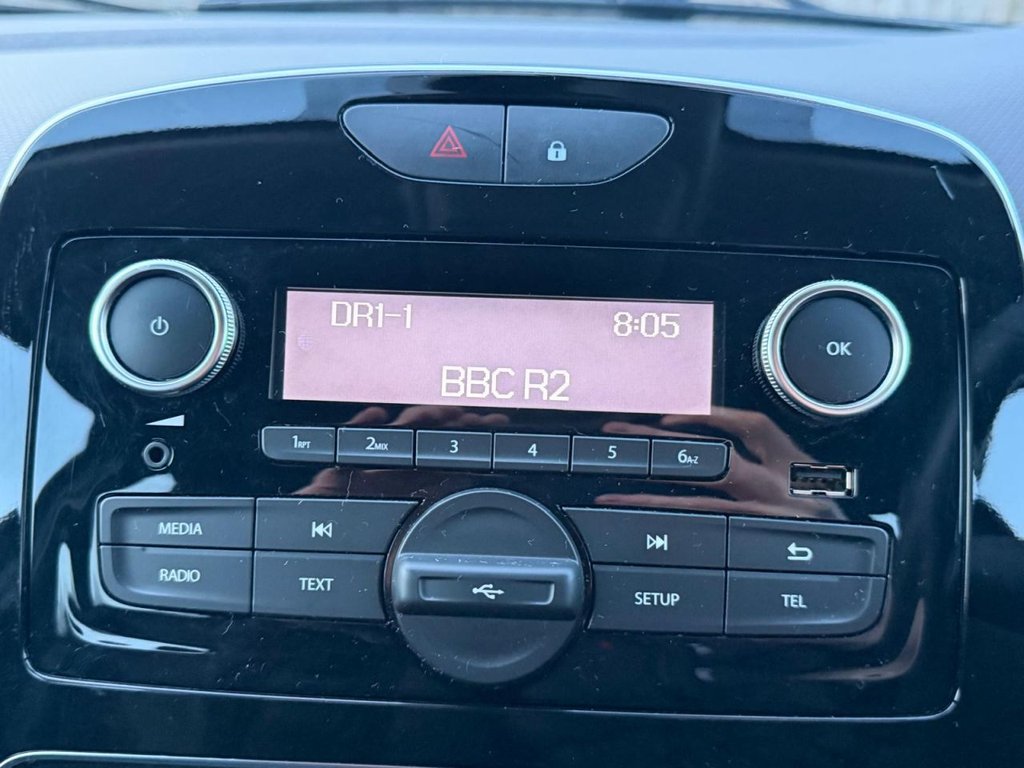 DR1-1 8:05
BBC R2
OK
1RPT 2MIX 3 4 5 6A-Z
MEDIA
RADIO TEXT SETUP TEL